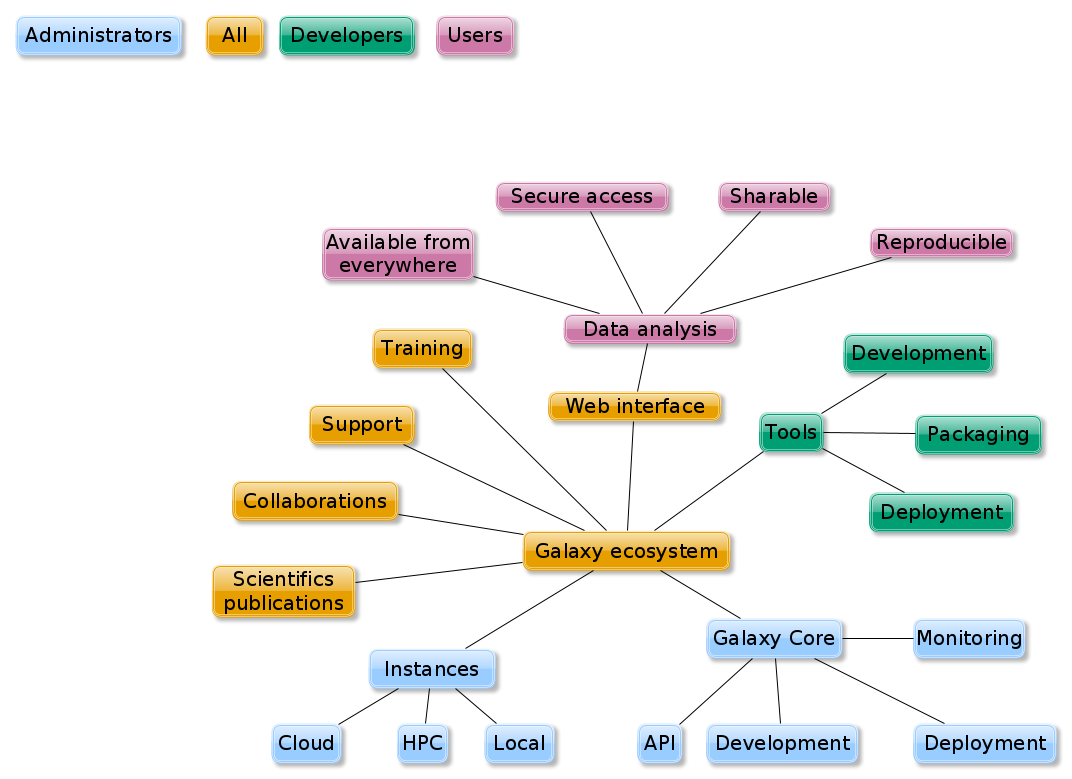 Administrators
All
Developers
Users
Secure access
Sharable
Available from
everywhere
Reproducible
Data analysis
Training
Development
Web interface
Support
Tools
Packaging
Collaborations
Deployment
Galaxy ecosystem
Scientifics
publications
Galaxy Core
Monitoring
Instances
Cloud
HPC
Local
API
Development
Deployment